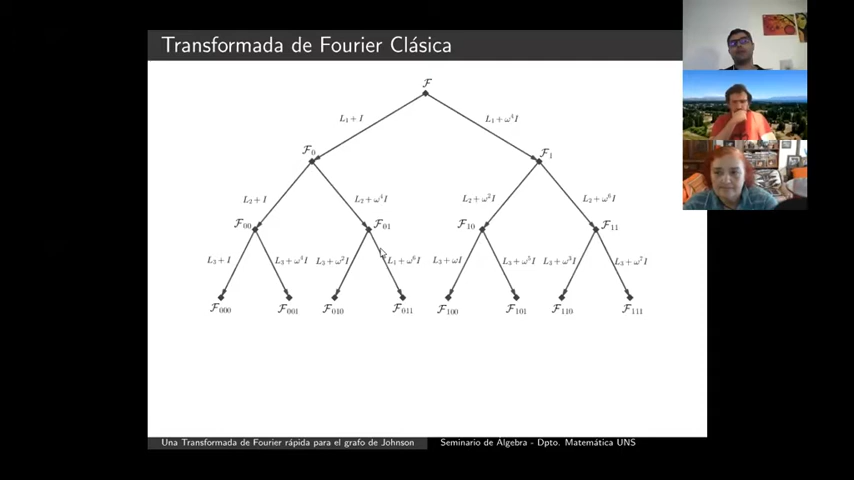 Transformada de Fourier Clásica
𝓕
L₁ + I
L₁ + ω⁴I
𝓕₀
𝓕₁
L₂ + I
L₂ + ω⁴I
L₂ + ω²I
L₂ + ω⁶I
𝓕₀₀
𝓕₀₁
𝓕₁₀
𝓕₁₁
L₃ + I
L₃ + ω⁴I
L₃ + ω²I
L₁ + ω⁶I
L₃ + ωI
L₃ + ω⁵I
L₃ + ω³I
L₃ + ω⁷I
𝓕₀₀₀
𝓕₀₀₁
𝓕₀₁₀
𝓕₀₁₁
𝓕₁₀₀
𝓕₁₀₁
𝓕₁₁₀
𝓕₁₁₁
Una Transformada de Fourier rápida para el grafo de Johnson
Seminario de Álgebra - Dpto. Matemática UNS